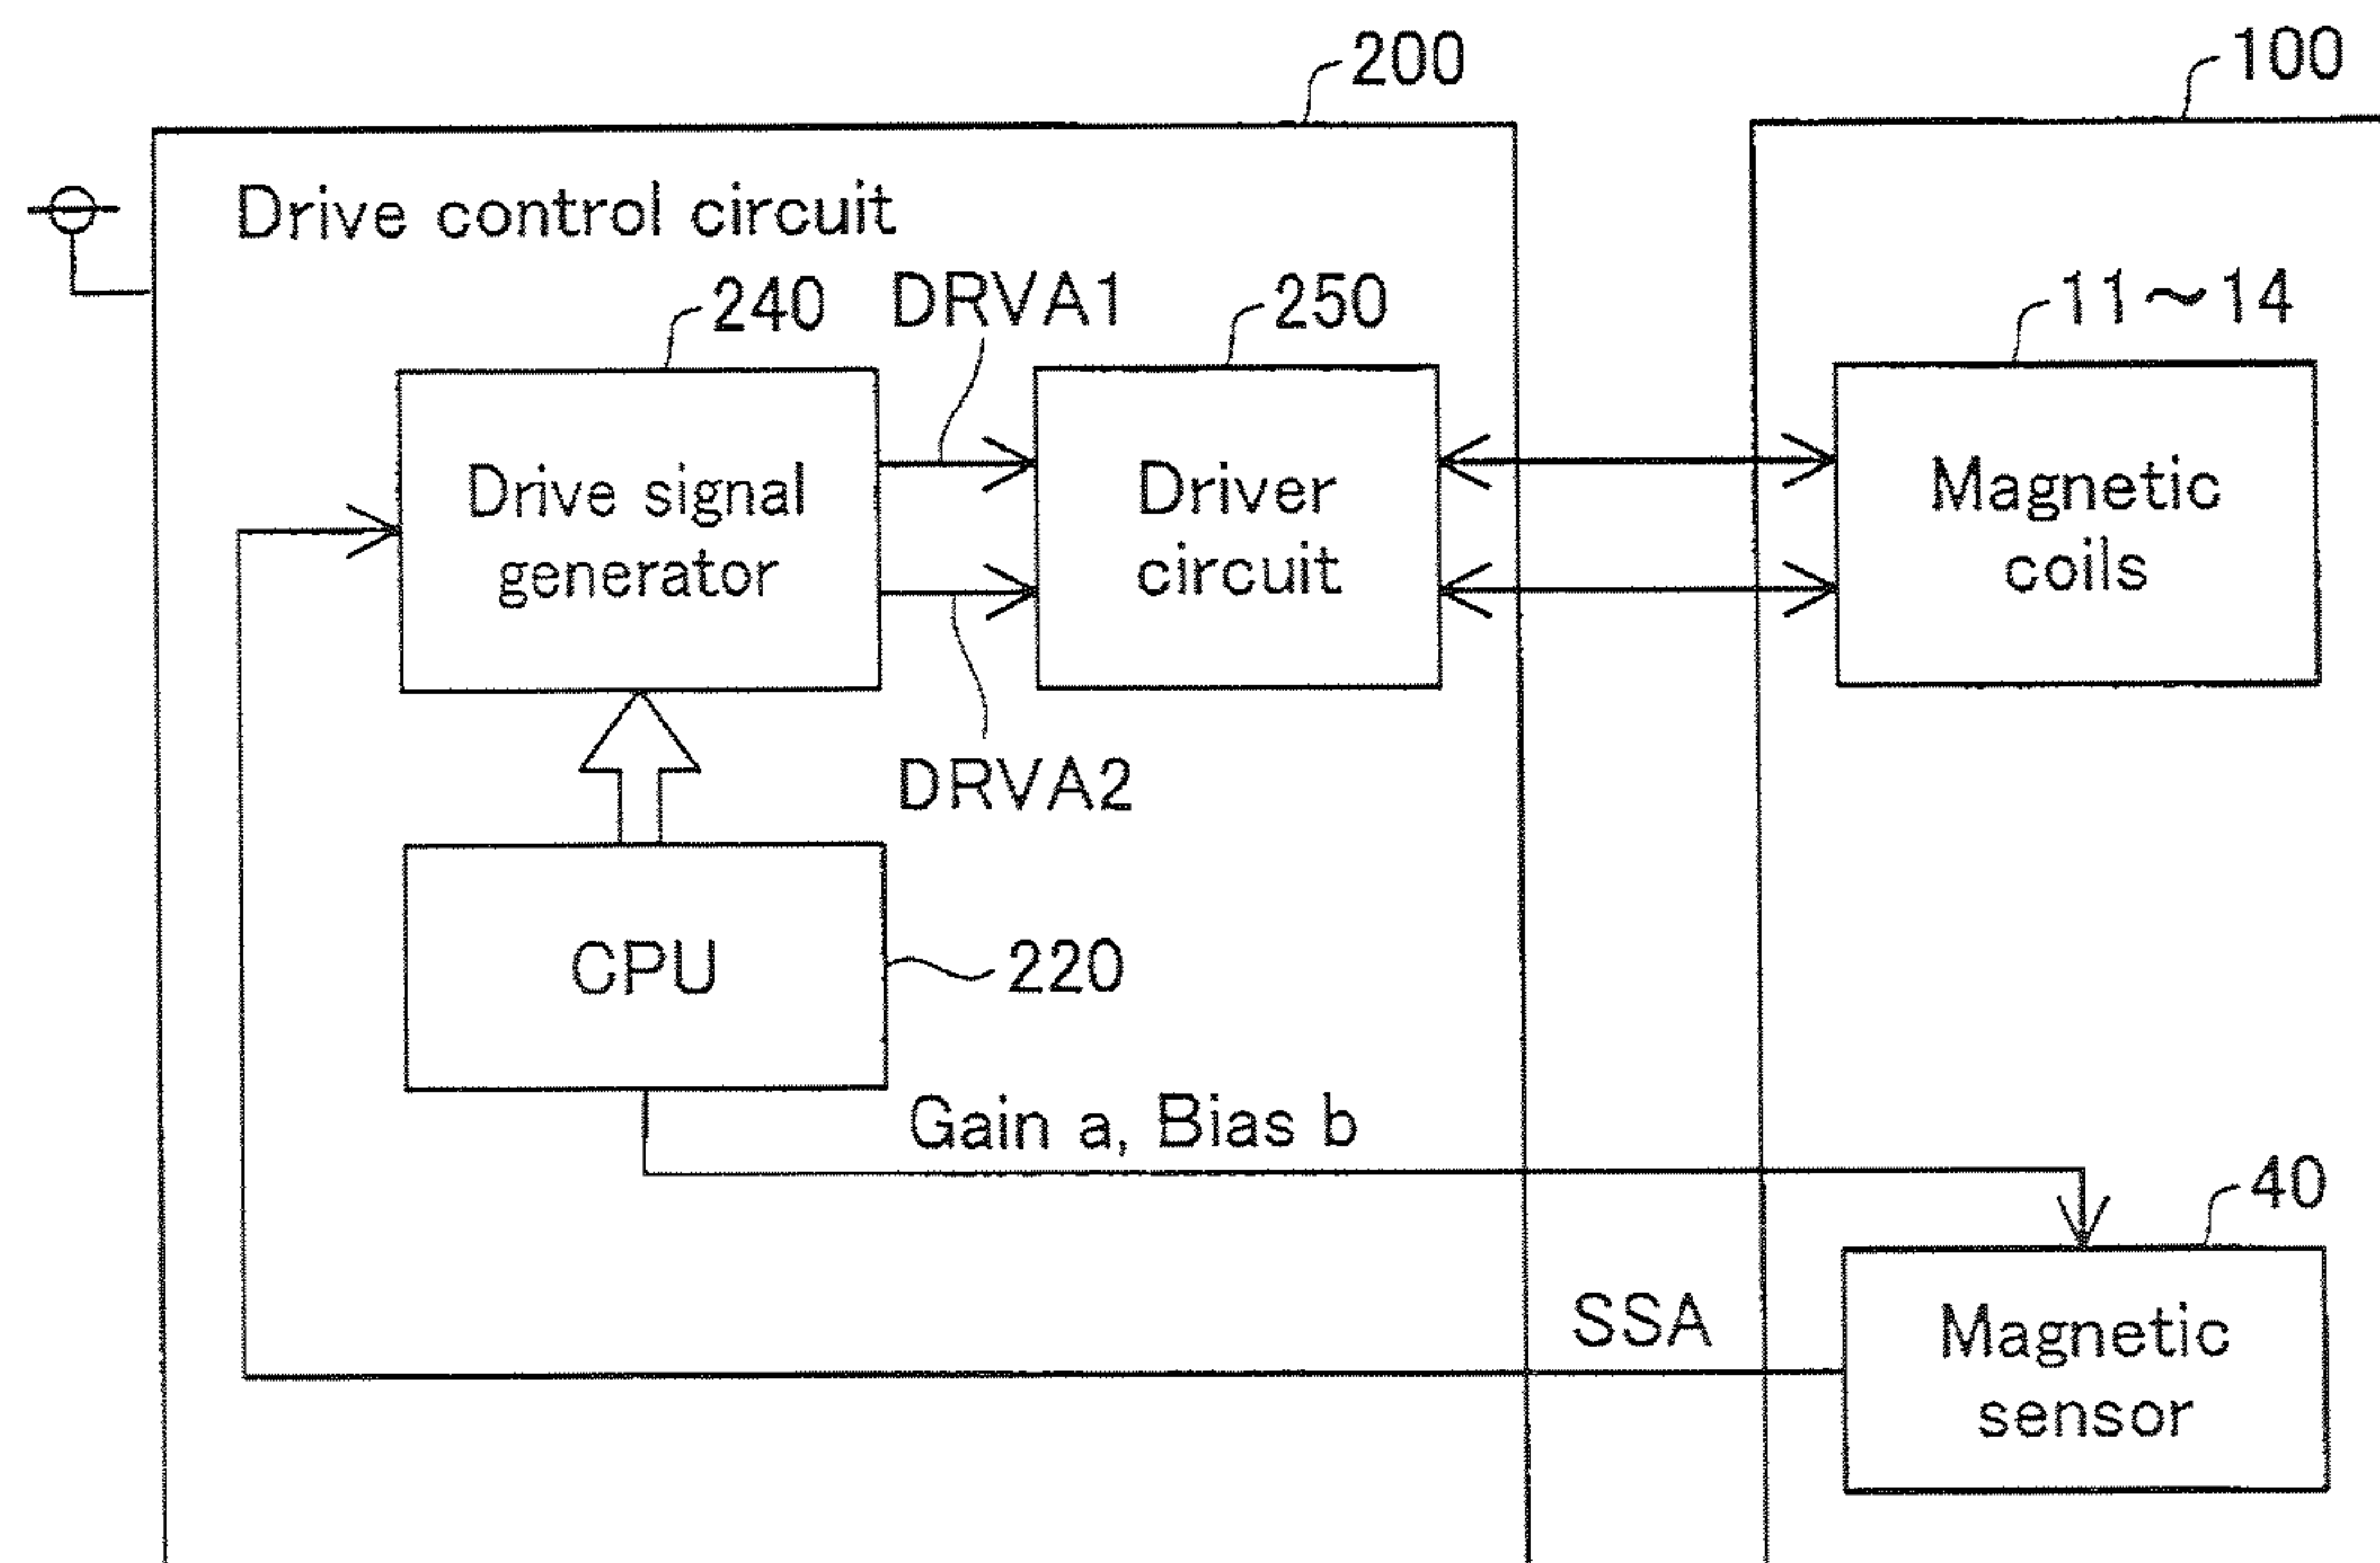 200
100
Drive control circuit
240
DRVA1
250
11～14
Drive signal
generator
Driver
circuit
Magnetic
coils
DRVA2
CPU
220
Gain a, Bias b
40
SSA
Magnetic
sensor